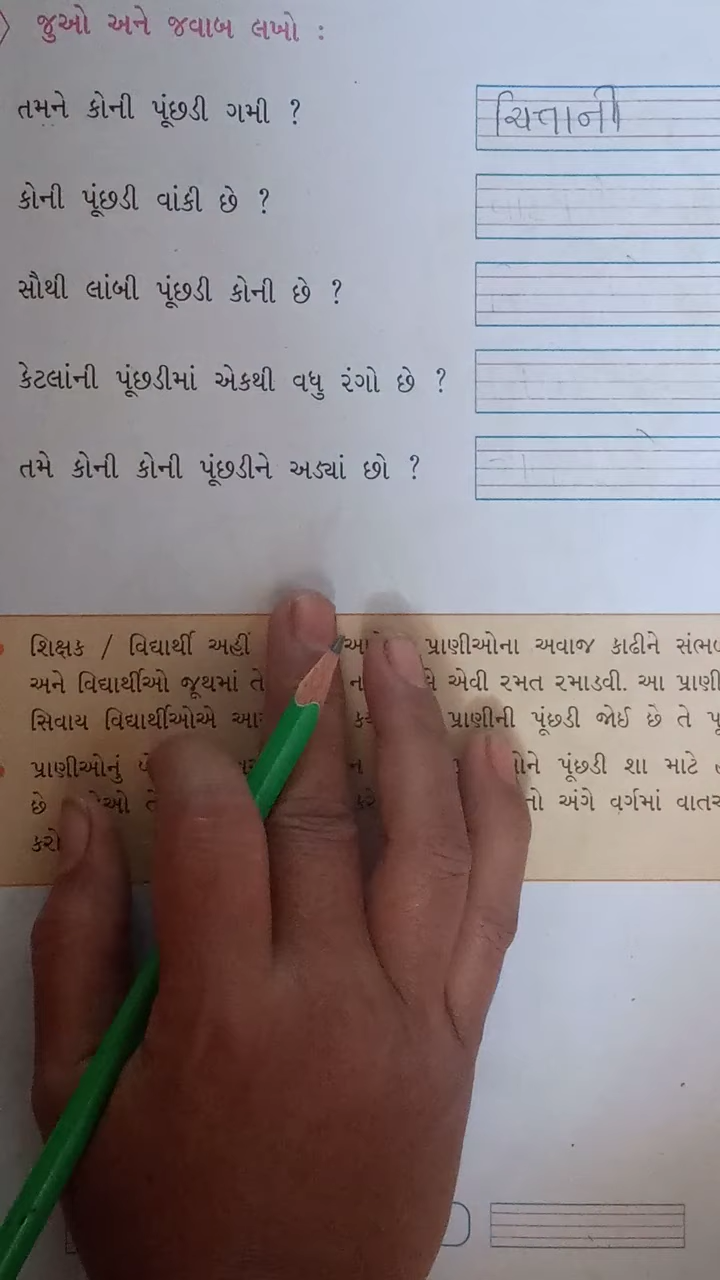 જુઓ અને જવાબ લખો :
તમને કોની પૂંછડી ગમી ?
ચિત્તાની
કોની પૂંછડી વાંકી છે ?
સૌથી લાંબી પૂંછડી કોની છે ?
કેટલાંની પૂંછડીમાં એકથી વધુ રંગો છે ?
તમે કોની કોની પૂંછડીને અડ્યાં છો ?
શિક્ષક / વિદ્યાર્થી અહીં પ્રાણીઓના અવાજ કાઢીને
અને વિદ્યાર્થીઓ જૂથમાં એવી રમત રમાડવી. આ
સિવાય વિદ્યાર્થીઓએ પ્રાણીની પૂંછડી જોઈ છે તે
પ્રાણીઓનું પૂંછડી શા માટે
છે અંગે વર્ગમાં
કરો